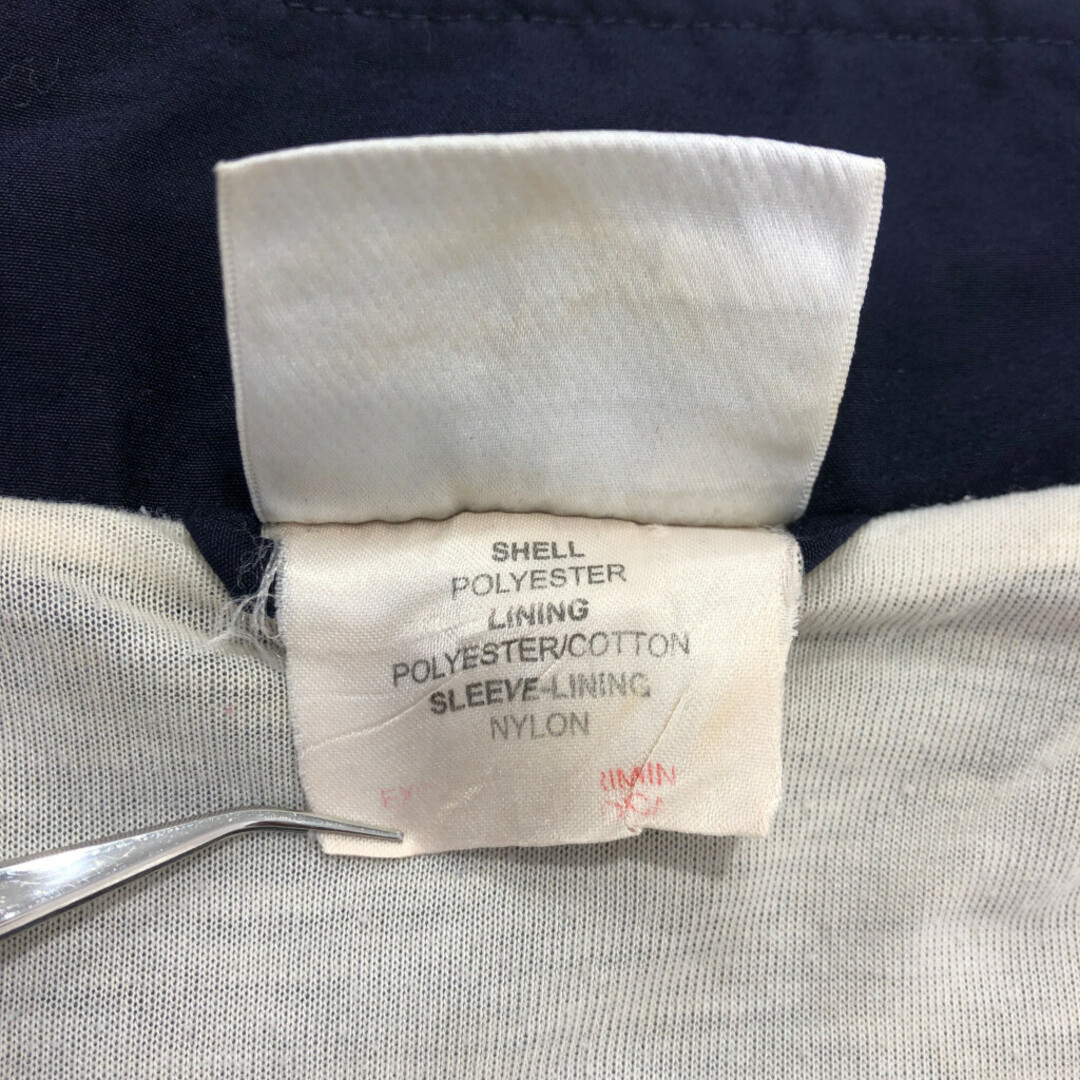 SHELL
POLYESTER
LINING
POLYESTER/COTTON
SLEEVE-LINING
NYLON